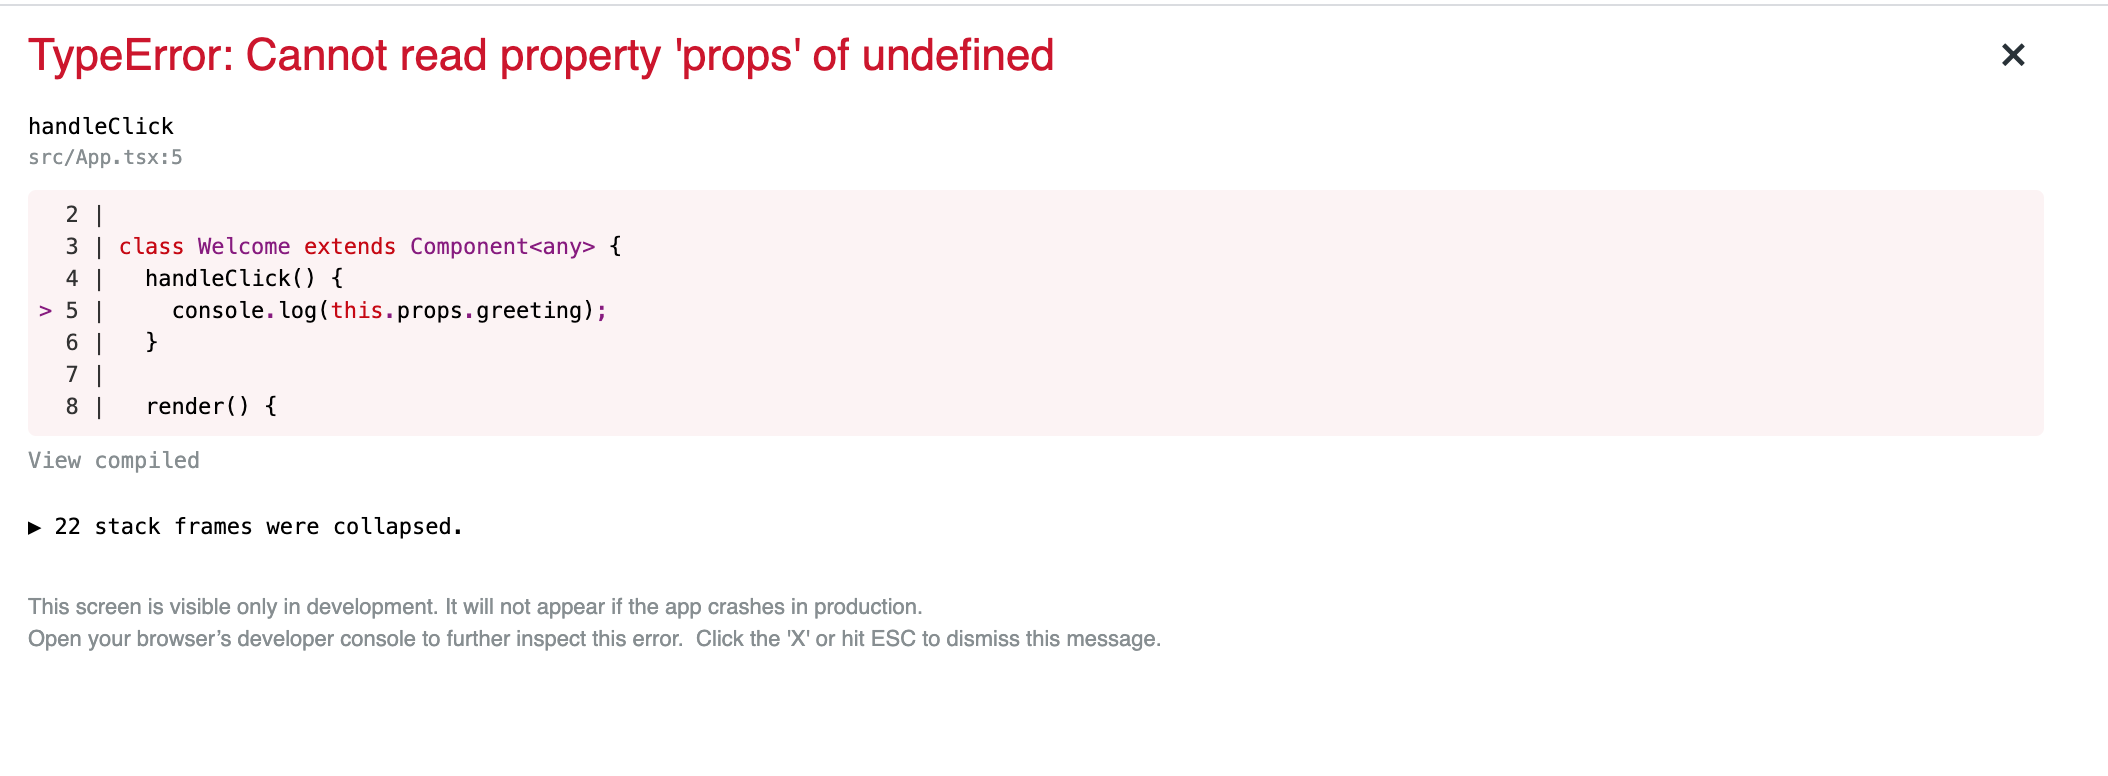 TypeError: Cannot read property 'props' of undefined
×
handleClick
src/App.tsx:5
  2 |
  3 | class Welcome extends Component<any> {
  4 |   handleClick() {
> 5 |     console.log(this.props.greeting);
  6 |   }
  7 |
  8 |   render() {
View compiled
▶ 22 stack frames were collapsed.
This screen is visible only in development. It will not appear if the app crashes in production.
Open your browser’s developer console to further inspect this error.  Click the 'X' or hit ESC to dismiss this message.